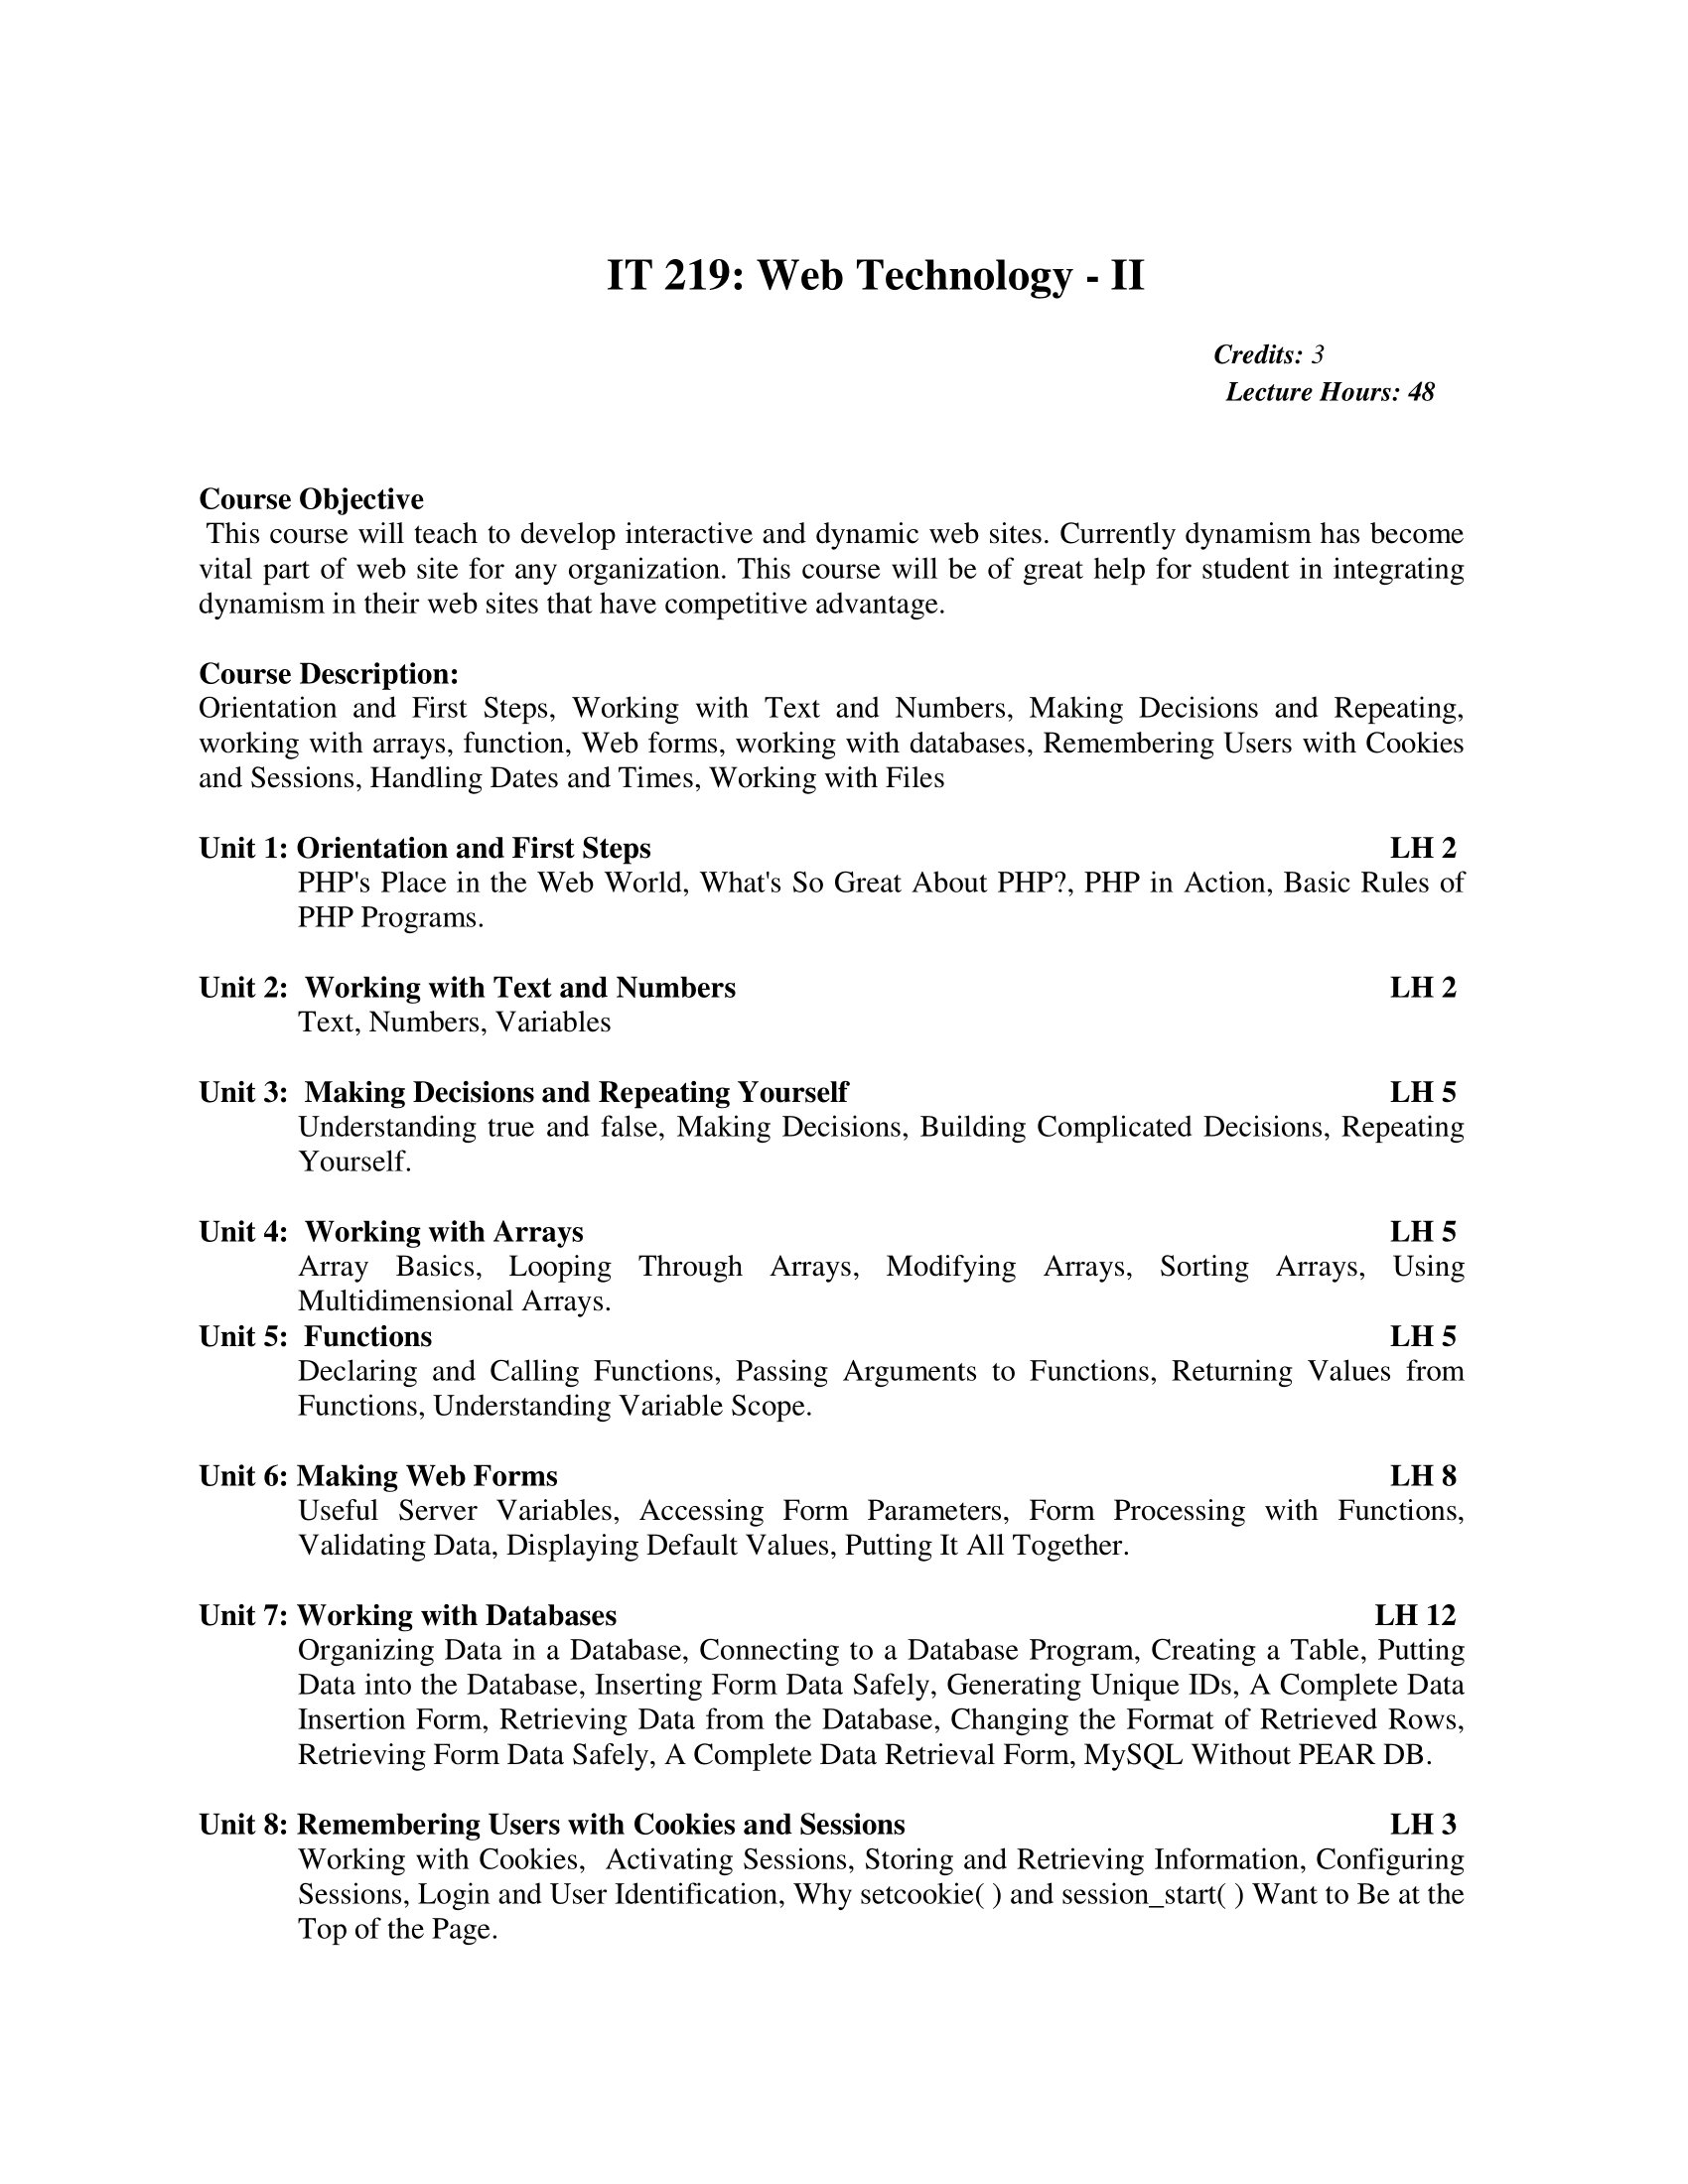 IT 219: Web Technology - II
Credits: 3
Lecture Hours: 48
Course Objective
This course will teach to develop interactive and dynamic web sites. Currently dynamism has become
vital part of web site for any organization. This course will be of great help for student in integrating
dynamism in their web sites that have competitive advantage.
Course Description:
Orientation and First Steps, Working with Text and Numbers, Making Decisions and Repeating,
working with arrays, function, Web forms, working with databases, Remembering Users with Cookies
and Sessions, Handling Dates and Times, Working with Files
Unit 1: Orientation and First Steps LH 2
PHP's Place in the Web World, What's So Great About PHP?, PHP in Action, Basic Rules of
PHP Programs.
Unit 2: Working with Text and Numbers LH 2
Text, Numbers, Variables
Unit 3: Making Decisions and Repeating Yourself LH 5
Understanding true and false, Making Decisions, Building Complicated Decisions, Repeating
Yourself.
Unit 4: Working with Arrays LH 5
Array Basics, Looping Through Arrays, Modifying Arrays, Sorting Arrays, Using
Multidimensional Arrays.
Unit 5: Functions LH 5
Declaring and Calling Functions, Passing Arguments to Functions, Returning Values from
Functions, Understanding Variable Scope.
Unit 6: Making Web Forms LH 8
Useful Server Variables, Accessing Form Parameters, Form Processing with Functions,
Validating Data, Displaying Default Values, Putting It All Together.
Unit 7: Working with Databases LH 12
Organizing Data in a Database, Connecting to a Database Program, Creating a Table, Putting
Data into the Database, Inserting Form Data Safely, Generating Unique IDs, A Complete Data
Insertion Form, Retrieving Data from the Database, Changing the Format of Retrieved Rows,
Retrieving Form Data Safely, A Complete Data Retrieval Form, MySQL Without PEAR DB.
Unit 8: Remembering Users with Cookies and Sessions LH 3
Working with Cookies, Activating Sessions, Storing and Retrieving Information, Configuring
Sessions, Login and User Identification, Why setcookie( ) and session_start( ) Want to Be at the
Top of the Page.